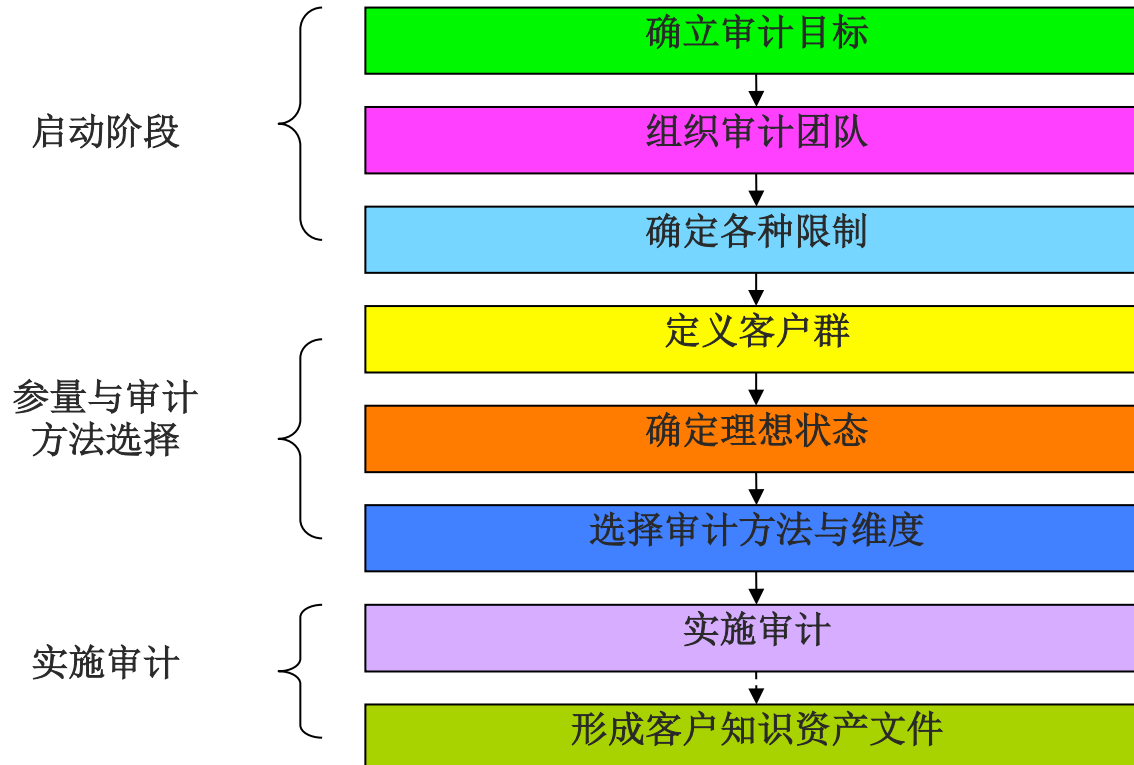 启动阶段
确立审计目标
组织审计团队
确定各种限制
参量与审计
方法选择
定义客户群
确定理想状态
选择审计方法与维度
实施审计
实施审计
形成客户知识资产文件